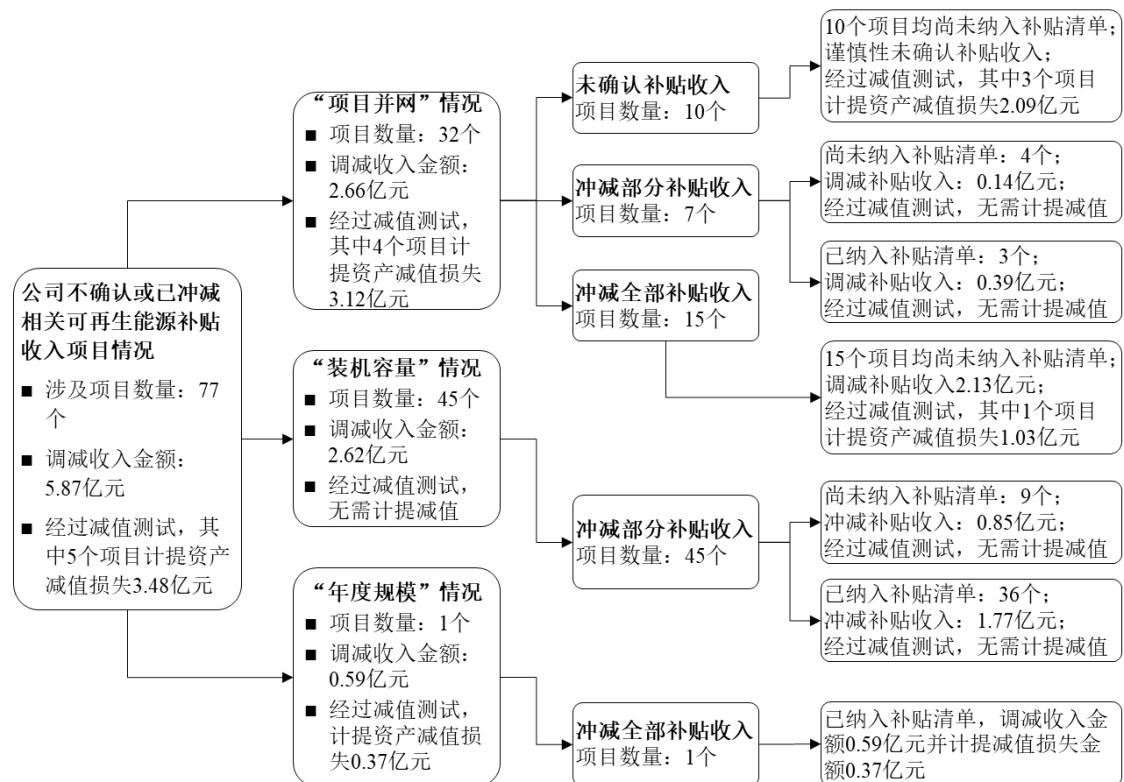 公司不确认或已冲减
相关可再生能源补贴
收入项目情况
■ 涉及项目数量：77
个
■ 调减收入金额：
5.87亿元
■ 经过减值测试，其
中5个项目计提资产
减值损失3.48亿元
“项目并网”情况
■ 项目数量：32个
■ 调减收入金额：
2.66亿元
■ 经过减值测试，
其中4个项目计
提资产减值损失
3.12亿元
“装机容量”情况
■ 项目数量：45个
■ 调减收入金额：
2.62亿元
■ 经过减值测试，
无需计提减值
“年度规模”情况
■ 项目数量：1个
■ 调减收入金额：
0.59亿元
■ 经过减值测试，
计提资产减值损
失0.37亿元
未确认补贴收入
项目数量：10个
冲减部分补贴收入
项目数量：7个
冲减全部补贴收入
项目数量：15个
冲减部分补贴收入
项目数量：45个
冲减全部补贴收入
项目数量：1个
10个项目均尚未纳入补贴清单；
谨慎性未确认补贴收入；
经过减值测试，其中3个项目
计提资产减值损失2.09亿元
尚未纳入补贴清单：4个；
调减补贴收入：0.14亿元；
经过减值测试，无需计提减值
已纳入补贴清单：3个；
调减补贴收入：0.39亿元；
经过减值测试，无需计提减值
15个项目均尚未纳入补贴清单；
调减补贴收入2.13亿元；
经过减值测试，其中1个项目
计提资产减值损失1.03亿元
尚未纳入补贴清单：9个；
冲减补贴收入：0.85亿元；
经过减值测试，无需计提减值
已纳入补贴清单：36个；
冲减补贴收入：1.77亿元；
经过减值测试，无需计提减值
已纳入补贴清单，调减收入金
额0.59亿元并计提减值损失金
额0.37亿元